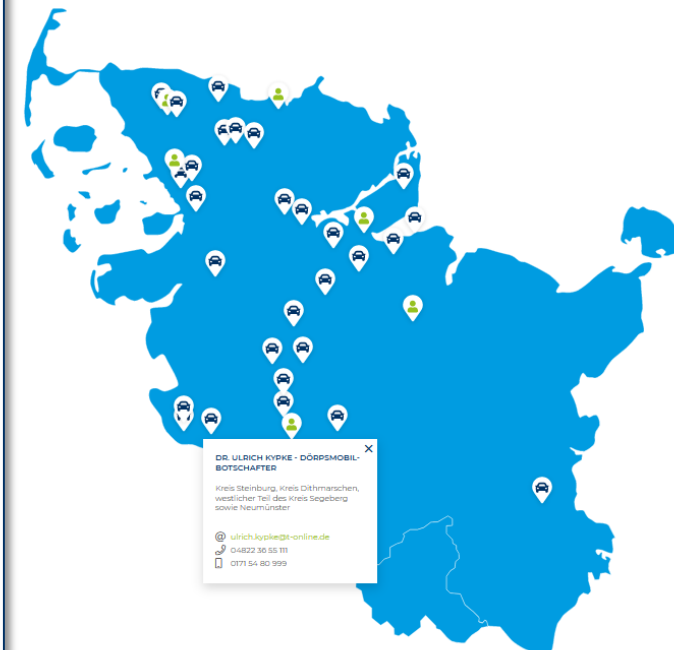 DR. ULRICH KYPKE - DÖRPSMOBIL-
BOTSCHAFTER
Kreis Steinburg, Kreis Dithmarschen,
westlicher Teil des Kreis Segeberg
sowie Neumünster
ulrich.kypke@t-online.de
04822 36 55 111
0171 54 80 999